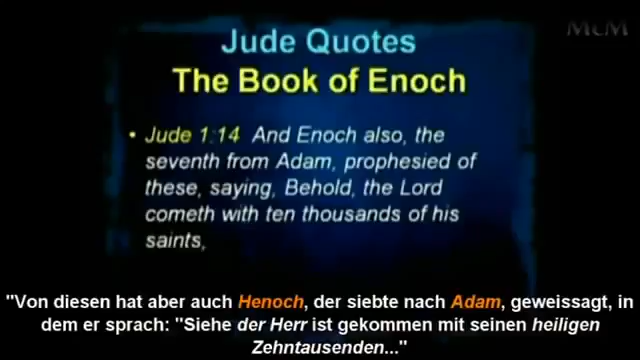 McM
Jude Quotes
The Book of Enoch
• Jude 1:14 And Enoch also, the
seventh from Adam, prophesied of
these, saying, Behold, the Lord
cometh with ten thousands of his
saints,
"Von diesen hat aber auch Henoch, der siebte nach Adam, geweissagt, in
dem er sprach: "Siehe der Herr ist gekommen mit seinen heiligen
Zehntausenden..."